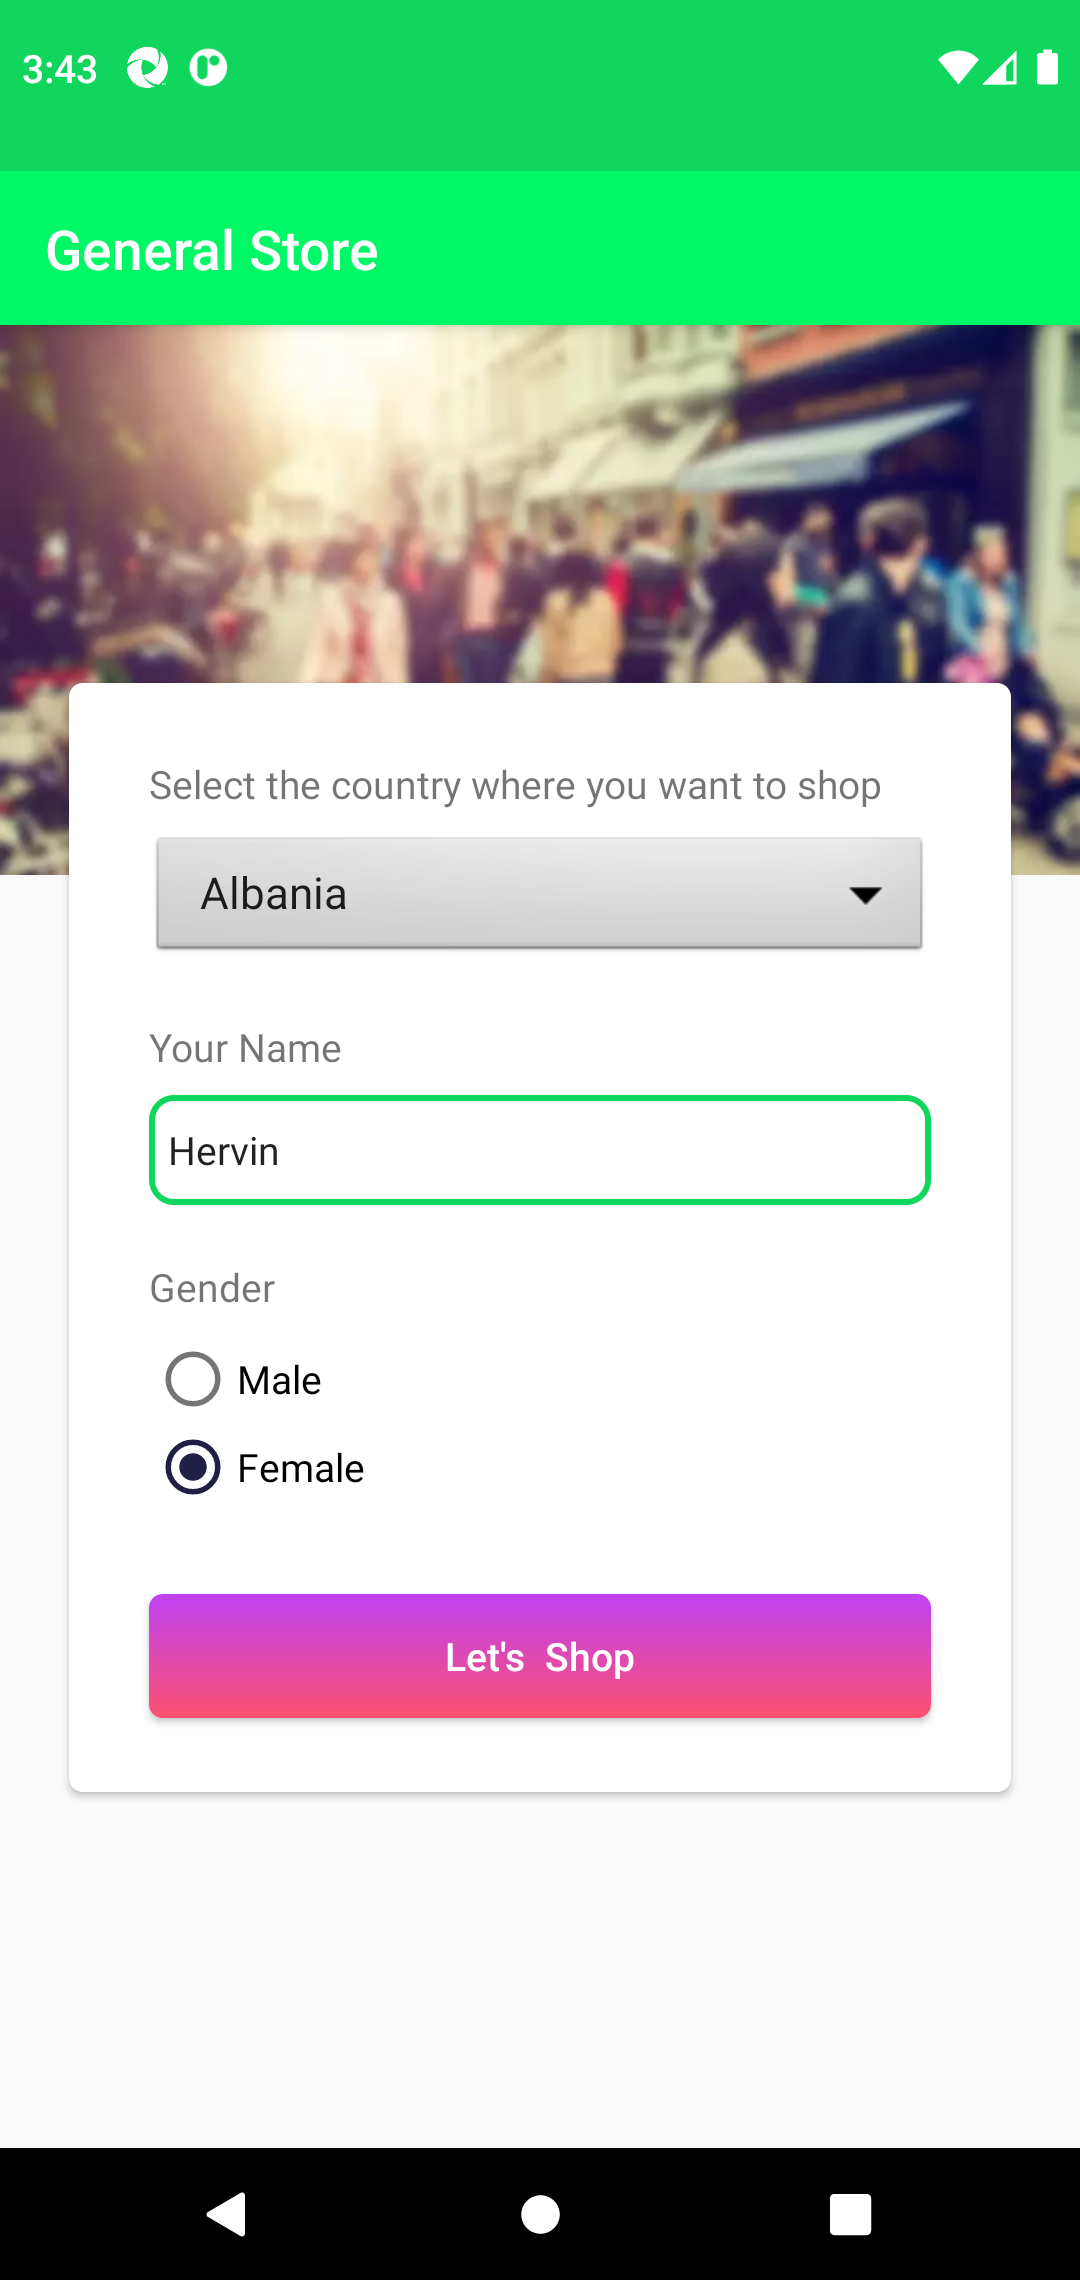 3:43
General Store
Select the country where you want to shop
Albania
Your Name
Hervin
Gender
Male
Female
Let's Shop